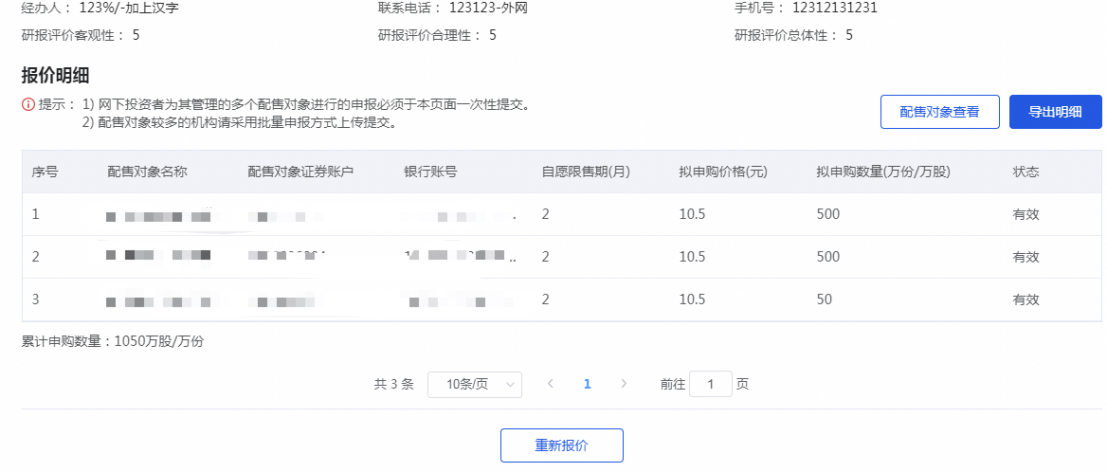 经办人： 123%/-加上汉字 联系电话： 123123-外网 手机号： 12312131231
研报评价客观性： 5 研报评价合理性： 5 研报评价总体性： 5
报价明细
提示： 1) 网下投资者为其管理的多个配售对象进行的申报必须于本页面一次性提交。
2) 配售对象较多的机构请采用批量申报方式上传提交。
配售对象查看 导出明细
序号 配售对象名称 配售对象证券账户 银行账号 自愿限售期(月) 拟申购价格(元) 拟申购数量(万份/万股) 状态
1 2 10.5 500 有效
2 2 10.5 500 有效
3 2 10.5 50 有效
累计申购数量：1050万股/万份
共 3 条 10条/页 1 前往 1 页
重新报价